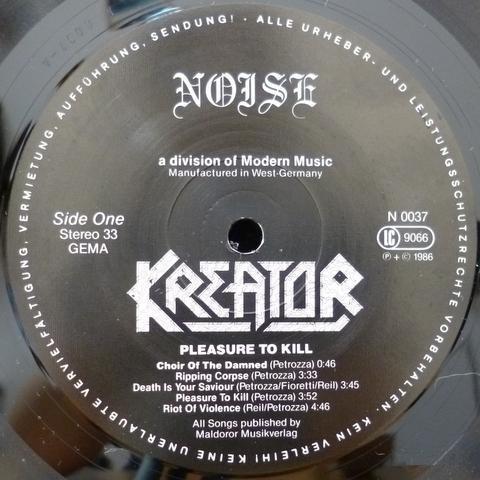 ALLE URHEBER- UND LEISTUNGSSCHUTZRECHTE VORBEHALTEN. KEIN VERLEIH! KEINE UNERLAUBTE VERVIELFÄLTIGUNG, VERMIETUNG, AUFFÜHRUNG, SENDUNG! ·
NOISE
a division of Modern Music
Manufactured in West-Germany
Side One
Stereo 33
GEMA
N 0037
LC 9066
Ⓟ + © 1986
KREATOR
PLEASURE TO KILL
Choir Of The Damned (Petrozza) 0:46
Ripping Corpse (Petrozza) 3:33
Death Is Your Saviour (Petrozza/Fioretti/Reil) 3:45
Pleasure To Kill (Petrozza) 3:52
Riot Of Violence (Reil/Petrozza) 4:46
All Songs published by
Maldoror Musikverlag